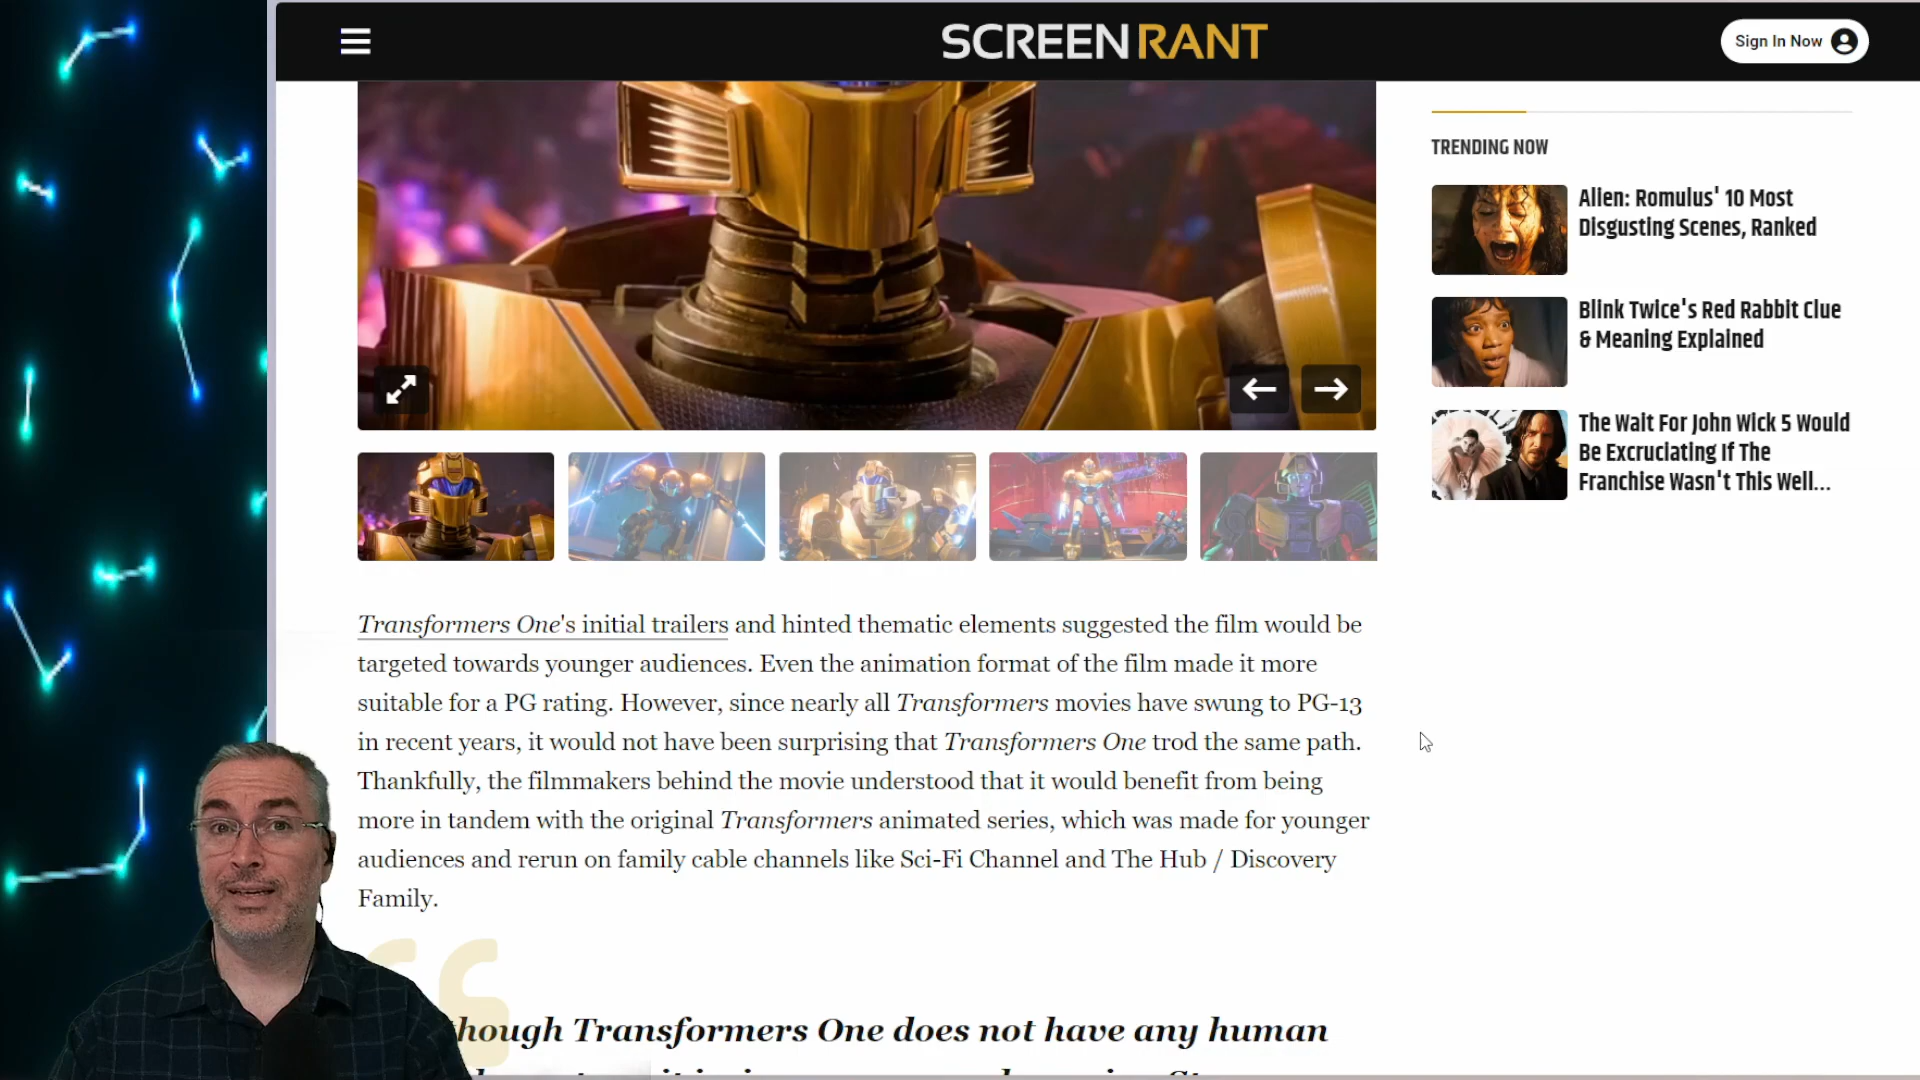 SCREENRANT
Sign In Now
TRENDING NOW
Alien: Romulus' 10 Most
Disgusting Scenes, Ranked
Blink Twice's Red Rabbit Clue
& Meaning Explained
The Wait For John Wick 5 Would
Be Excruciating If The
Franchise Wasn't This Well...
Transformers One's initial trailers and hinted thematic elements suggested the film would be
targeted towards younger audiences. Even the animation format of the film made it more
suitable for a PG rating. However, since nearly all Transformers movies have swung to PG-13
in recent years, it would not have been surprising that Transformers One trod the same path.
Thankfully, the filmmakers behind the movie understood that it would benefit from being
more in tandem with the original Transformers animated series, which was made for younger
audiences and rerun on family cable channels like Sci-Fi Channel and The Hub / Discovery
Family.
hough Transformers One does not have any human